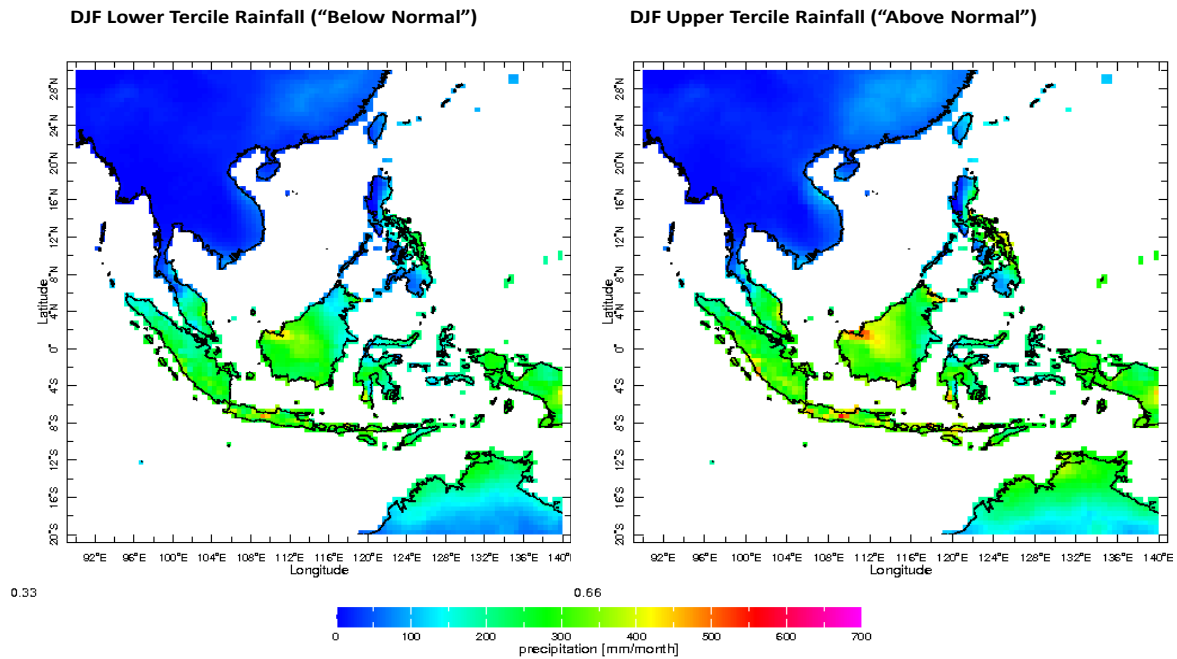 DJF Lower Tercile Rainfall (“Below Normal”)
DJF Upper Tercile Rainfall (“Above Normal”)
28°N
24°N
20°N
16°N
12°N
8°N
4°N
0°
4°S
8°S
12°S
16°S
20°S
Latitude
92°E 96°E 100°E 104°E 108°E 112°E 116°E 120°E 124°E 128°E 132°E 136°E 140°
Longitude
28°N
24°N
20°N
16°N
12°N
8°N
4°N
0°
4°S
8°S
12°S
16°S
20°S
Latitude
92°E 96°E 100°E 104°E 108°E 112°E 116°E 120°E 124°E 128°E 132°E 136°E 140°E
Longitude
0.33
0.66
0 100 200 300 400 500 600 700
precipitation [mm/month]